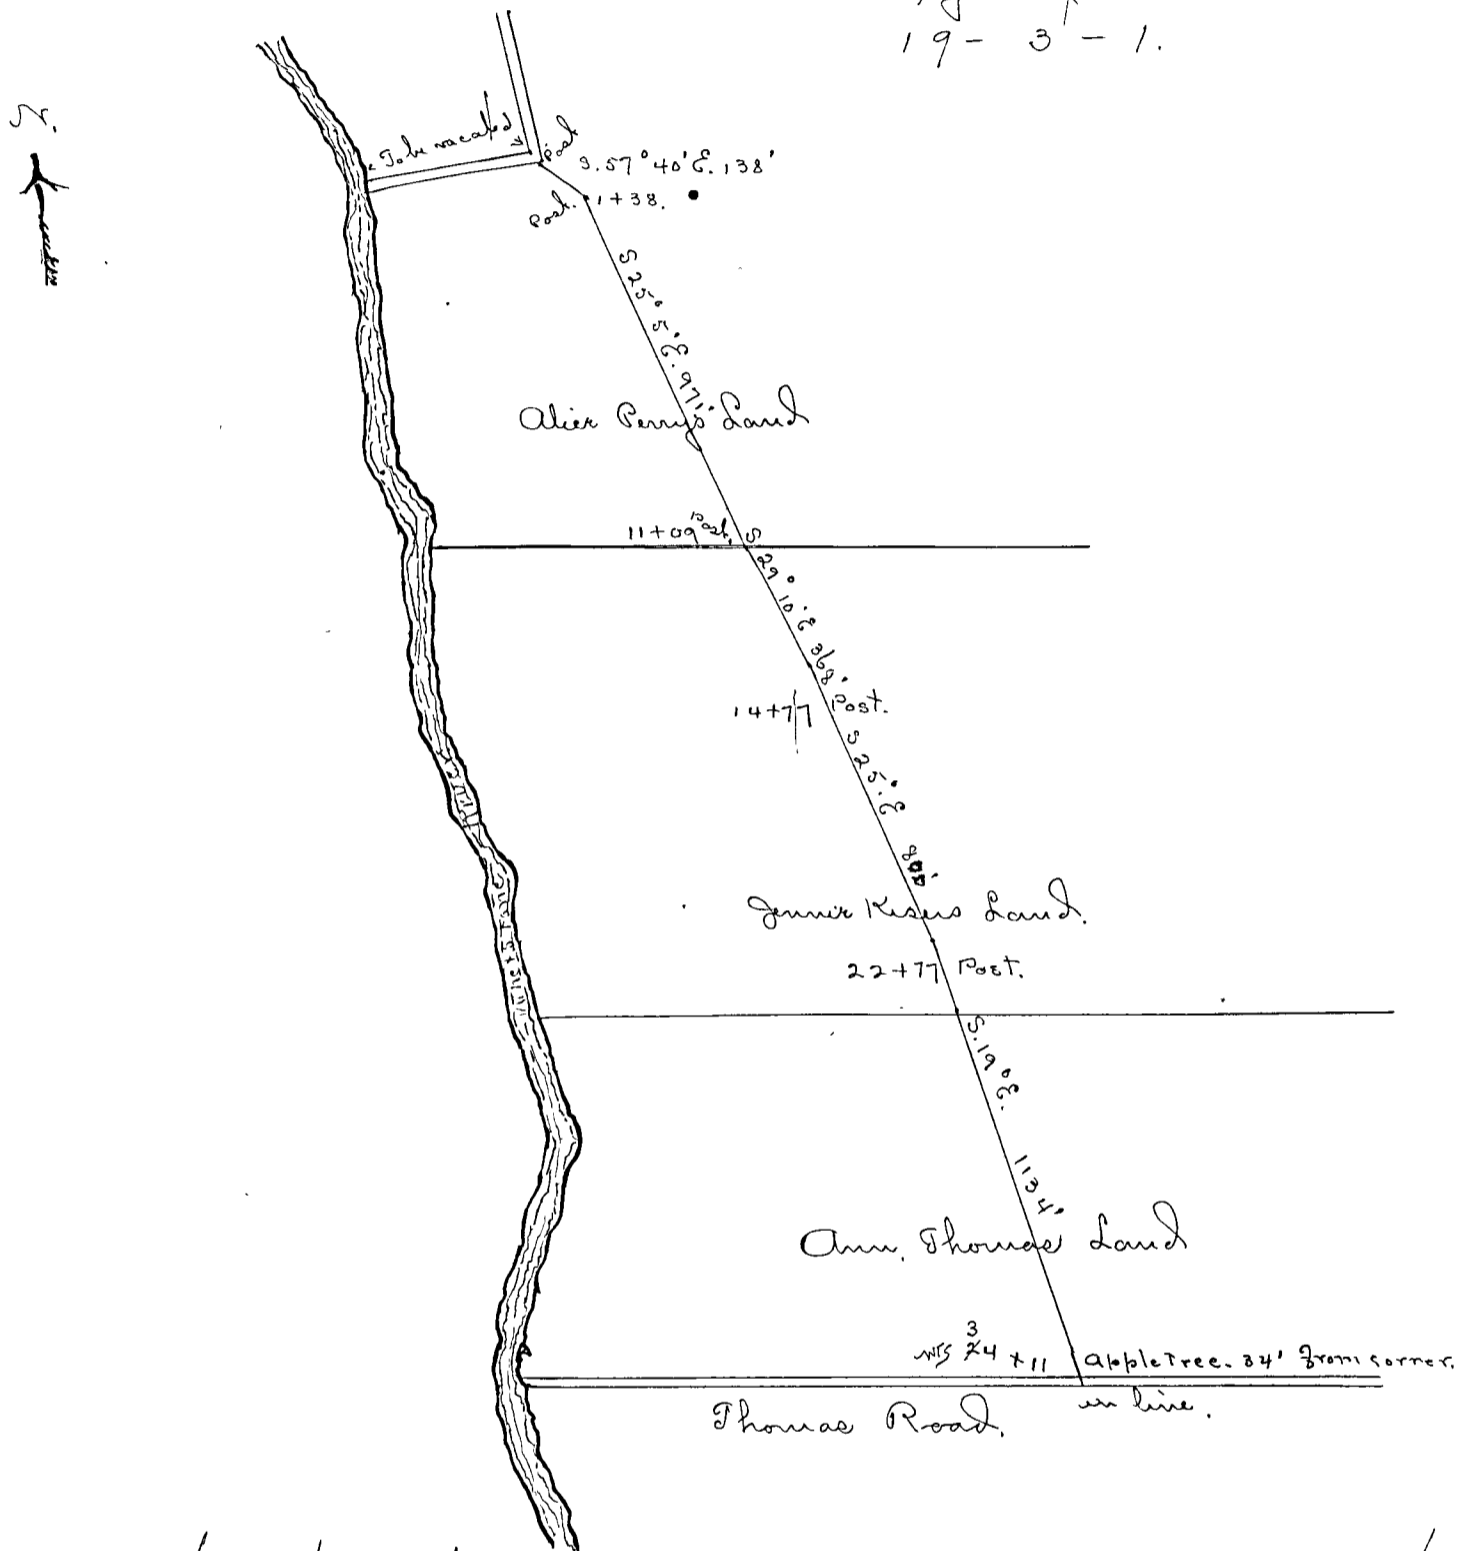 19 - 3 - 1.
N.
To be vacated
Post
S. 57° 40' E. 138'
Post. 1+38.
S 25° 5' E. 971'
Alice Perry's Land
11+09 Post.
S 29° 10' E 368'
14+77 Post.
S 25° E 800'
Jennie Kisers Land.
22+77 Post.
S. 19° E. 1134'
Ann. Thomas Land
34+11 Apple Tree. 34' From corner.
in line.
Thomas Road.